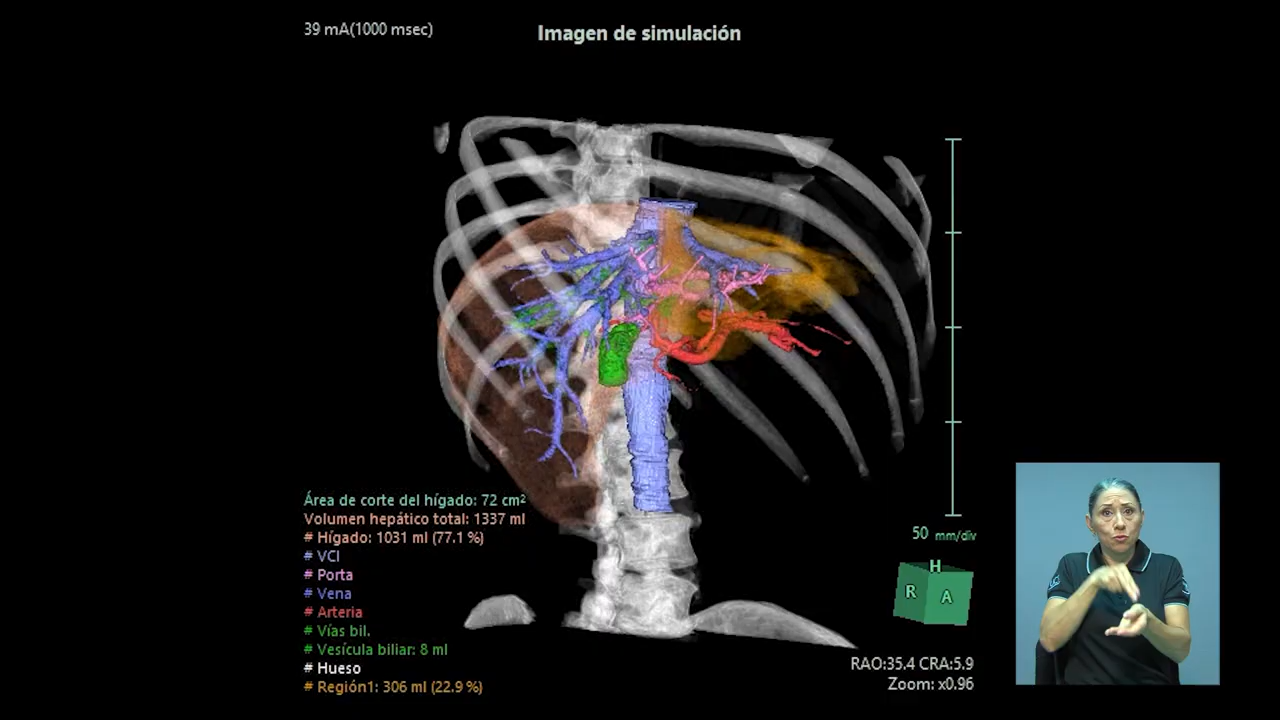 39 mA(1000 msec)
Imagen de simulación
Área de corte del hígado: 72 cm²
Volumen hepático total: 1337 ml
# Hígado: 1031 ml (77.1 %)
# VCI
# Porta
# Vena
# Arteria
# Vías bil.
# Vesícula biliar: 8 ml
# Hueso
# Región1: 306 ml (22.9 %)
50 mm/div
H
R A
RAO:35.4 CRA:5.9
Zoom: x0.96